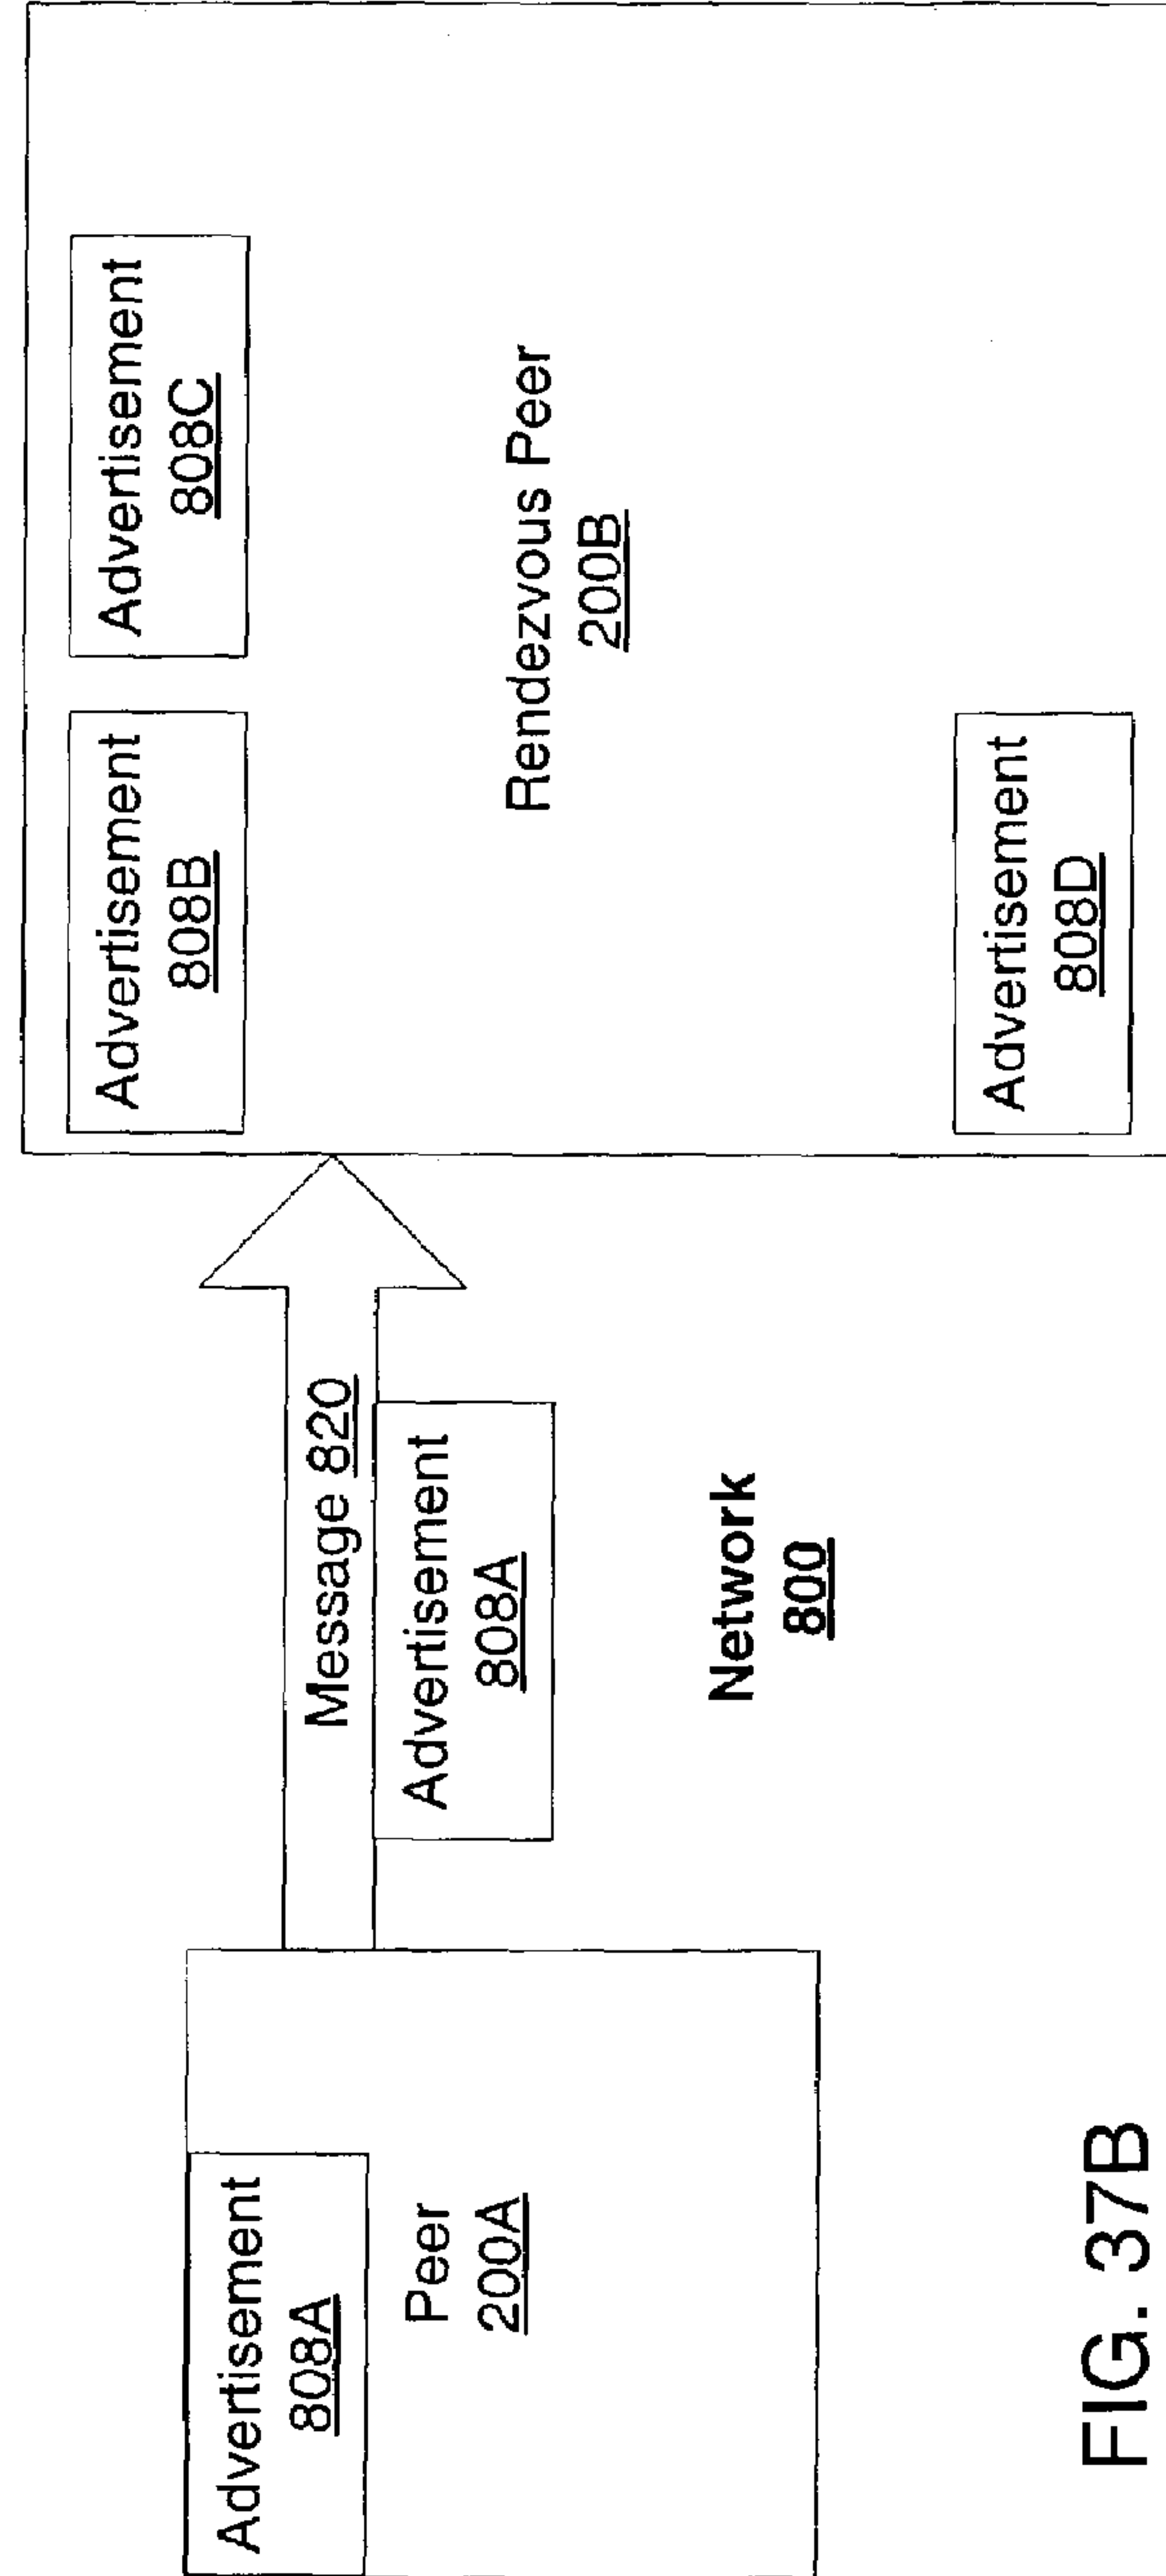 Advertisement
808A
Peer
200A
Message 820
Advertisement
808A
Network
800
Advertisement
808B
Advertisement
808C
Rendezvous Peer
200B
Advertisement
808D
FIG. 37B